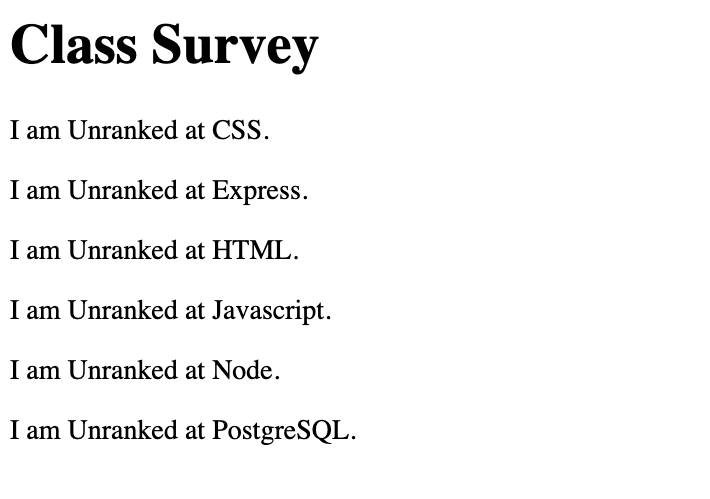 Class Survey
I am Unranked at CSS.
I am Unranked at Express.
I am Unranked at HTML.
I am Unranked at Javascript.
I am Unranked at Node.
I am Unranked at PostgreSQL.